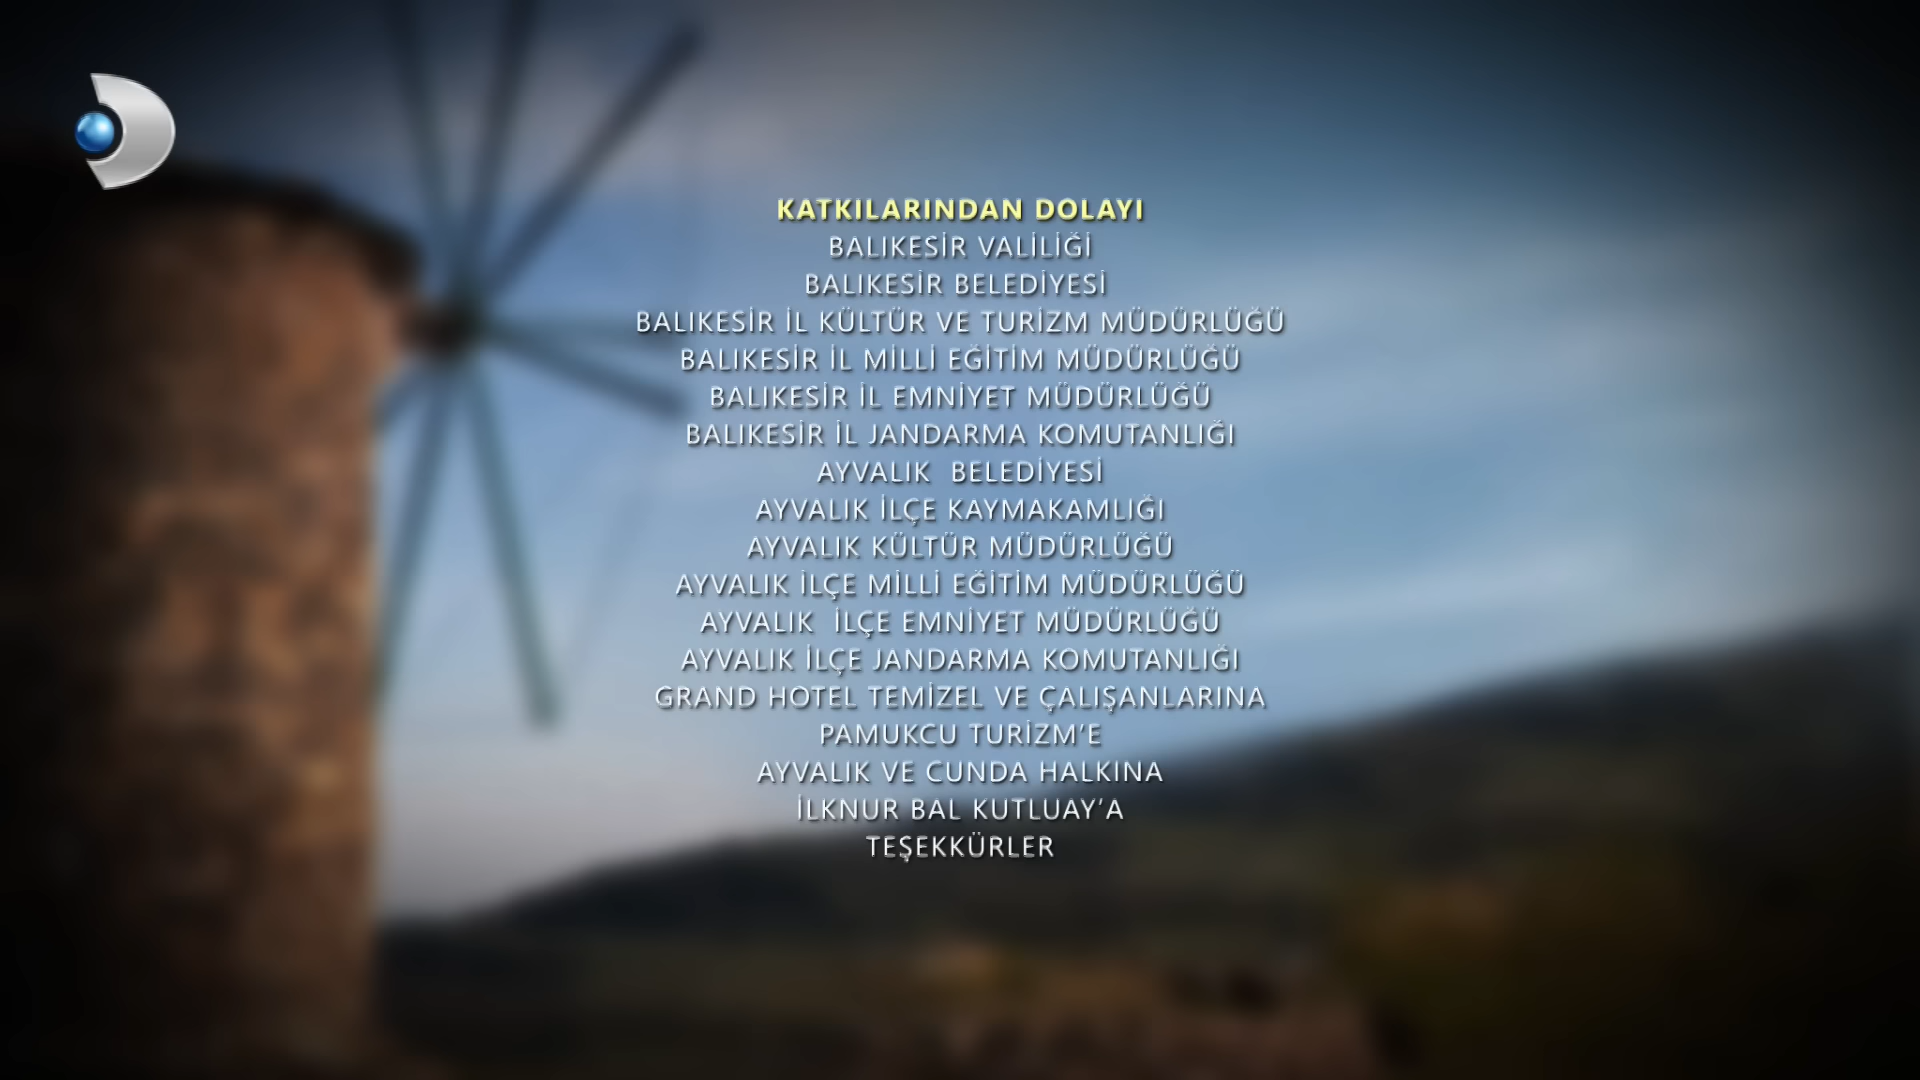 KATKILARINDAN DOLAYI
BALIKESİR VALİLİĞİ
BALIKESİR BELEDİYESİ
BALIKESİR İL KÜLTÜR VE TURİZM MÜDÜRLÜĞÜ
BALIKESİR İL MİLLİ EĞİTİM MÜDÜRLÜĞÜ
BALIKESİR İL EMNİYET MÜDÜRLÜĞÜ
BALIKESİR İL JANDARMA KOMUTANLIĞI
AYVALIK  BELEDİYESİ
AYVALIK İLÇE KAYMAKAMLIĞI
AYVALIK KÜLTÜR MÜDÜRLÜĞÜ
AYVALIK İLÇE MİLLİ EĞİTİM MÜDÜRLÜĞÜ
AYVALIK  İLÇE EMNİYET MÜDÜRLÜĞÜ
AYVALIK İLÇE JANDARMA KOMUTANLIĞI
GRAND HOTEL TEMİZEL VE ÇALIŞANLARINA
PAMUKCU TURİZM’E
AYVALIK VE CUNDA HALKINA
İLKNUR BAL KUTLUAY’A
TEŞEKKÜRLER